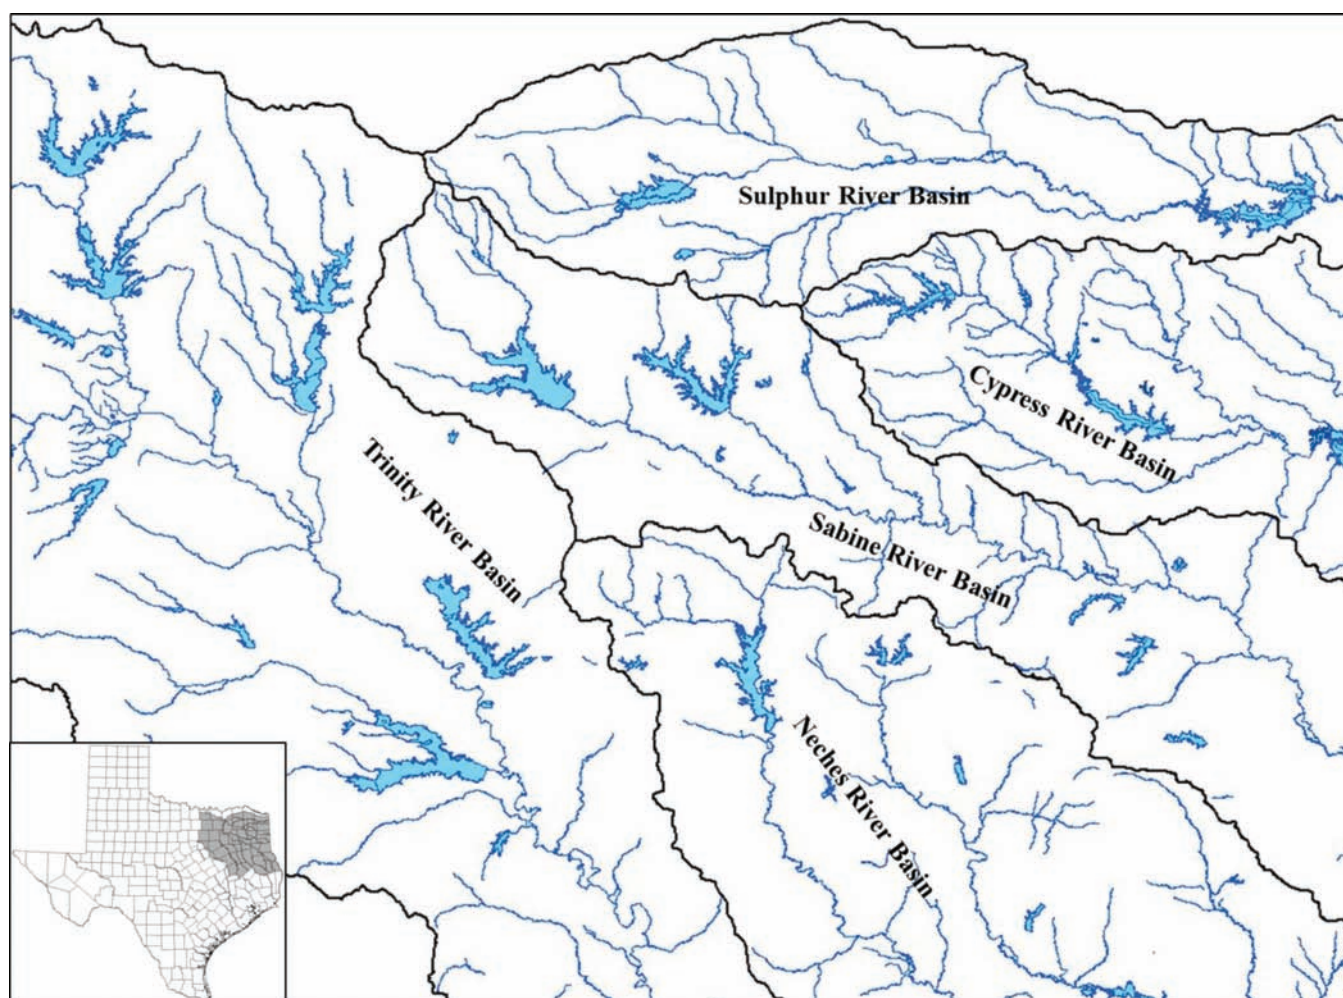 Sulphur River Basin
Cypress River Basin
Trinity River Basin
Sabine River Basin
Neches River Basin